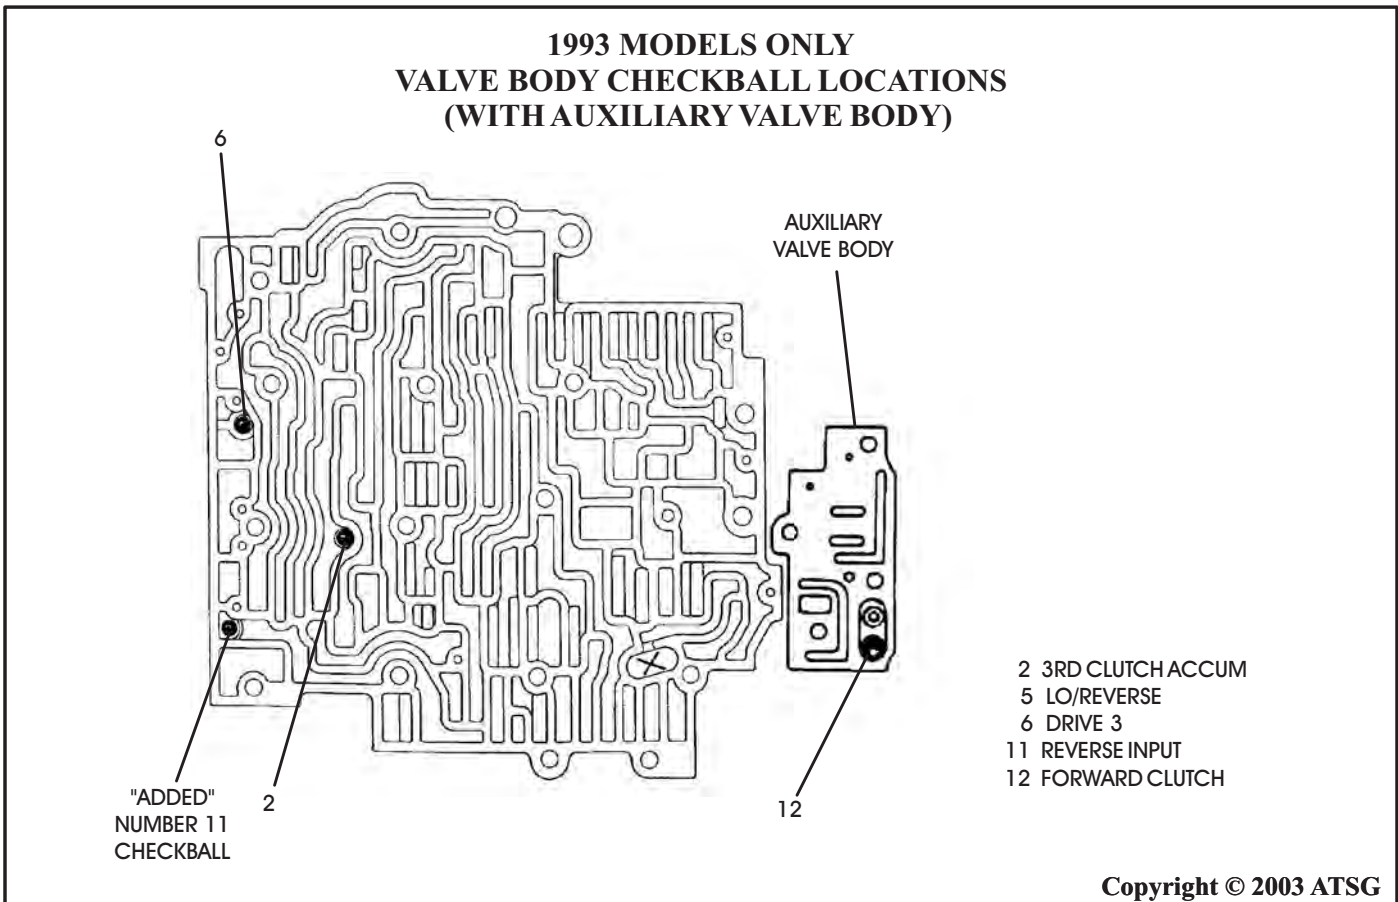 1993 MODELS ONLY
VALVE BODY CHECKBALL LOCATIONS
(WITH AUXILIARY VALVE BODY)
6
AUXILIARY
VALVE BODY
2 3RD CLUTCH ACCUM
5 LO/REVERSE
6 DRIVE 3
11 REVERSE INPUT
12 FORWARD CLUTCH
"ADDED"
NUMBER 11
CHECKBALL
2
12
Copyright © 2003 ATSG